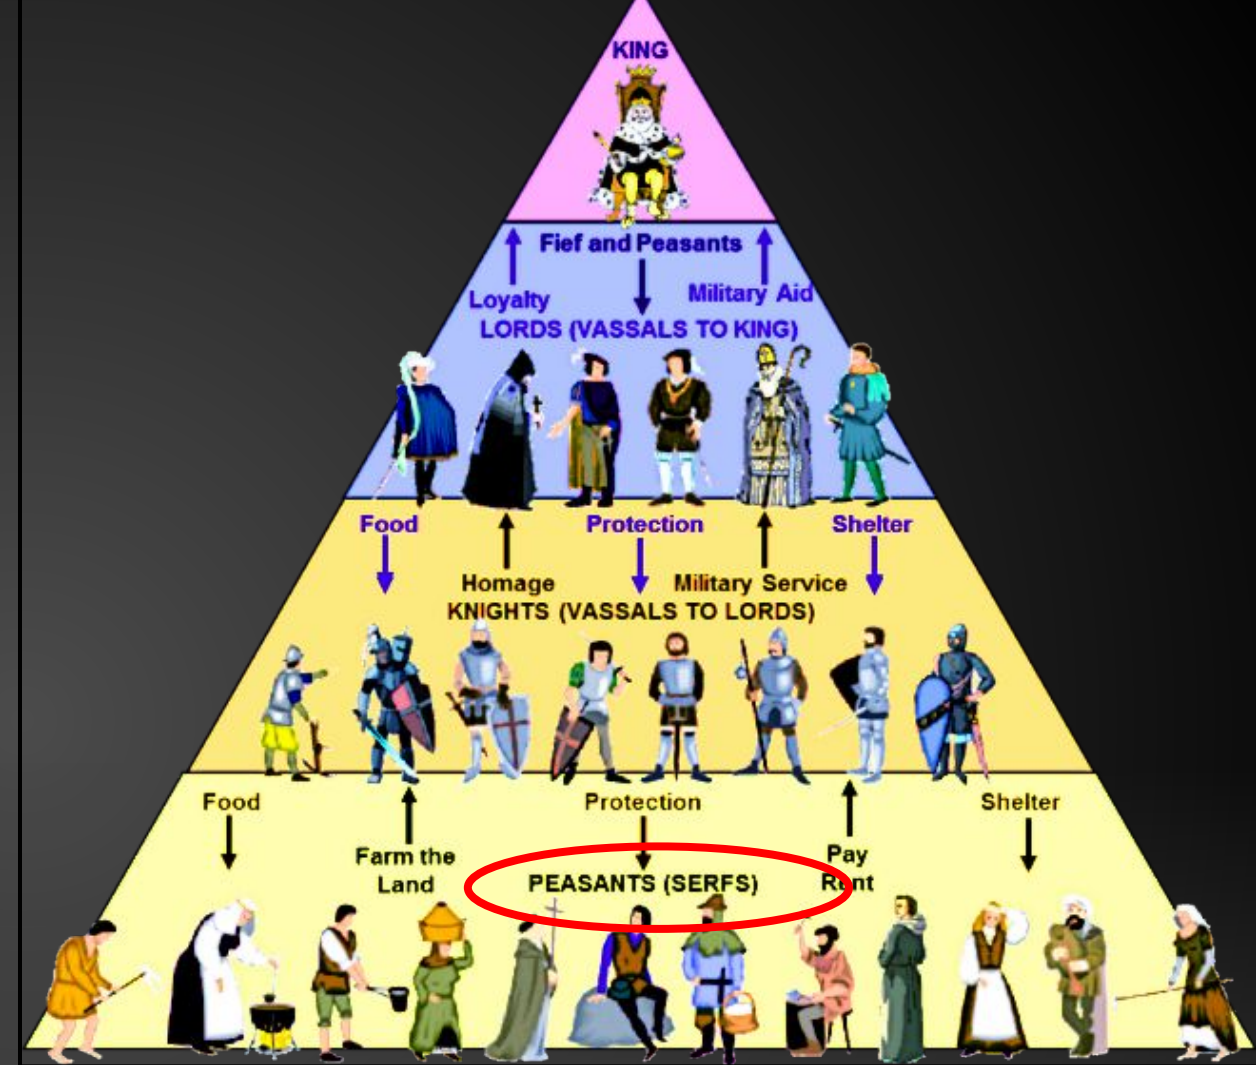 KING
Fief and Peasants
Loyalty
Military Aid
LORDS (VASSALS TO KING)
Food
Protection
Shelter
Homage
Military Service
KNIGHTS (VASSALS TO LORDS)
Food
Protection
Shelter
Farm the
Land
Pay
Rent
PEASANTS (SERFS)